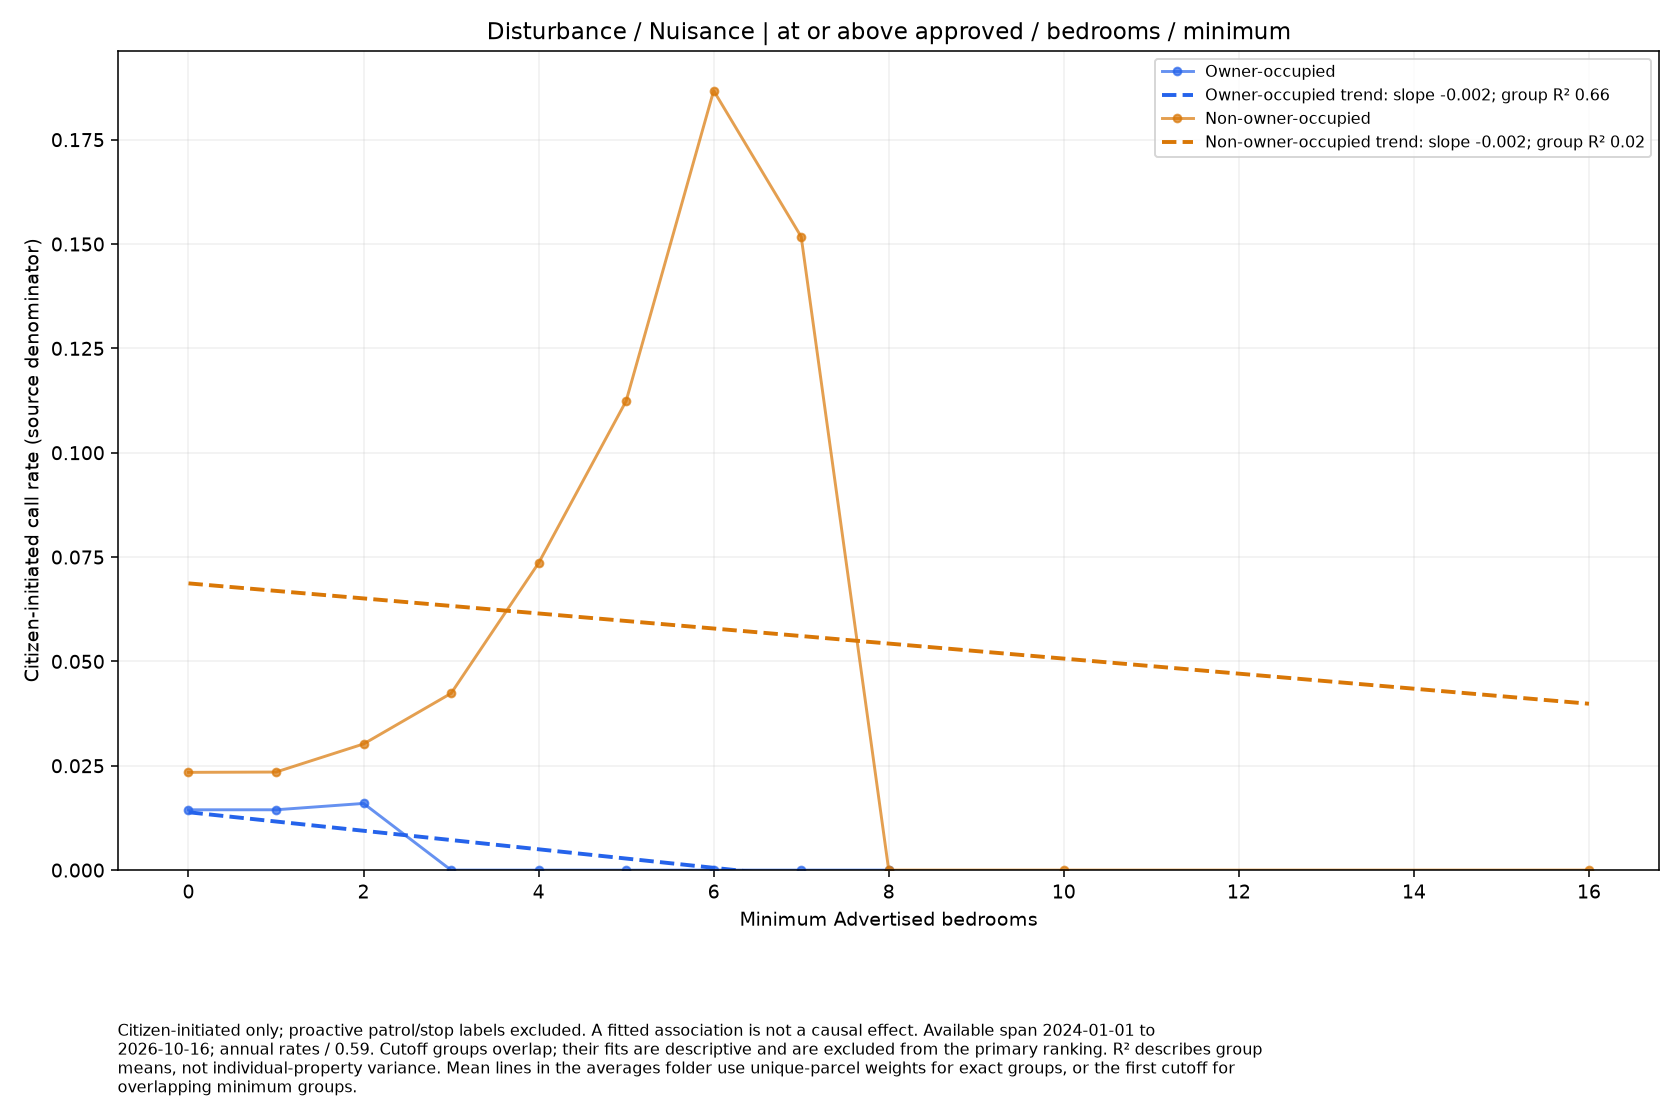 Disturbance / Nuisance | at or above approved / bedrooms / minimum
Owner-occupied
Owner-occupied trend: slope -0.002; group R² 0.66
Non-owner-occupied
Non-owner-occupied trend: slope -0.002; group R² 0.02
Citizen-initiated call rate (source denominator)
0.175
0.150
0.125
0.100
0.075
0.050
0.025
0.000
0 2 4 6 8 10 12 14 16
Minimum Advertised bedrooms
Citizen-initiated only; proactive patrol/stop labels excluded. A fitted association is not a causal effect. Available span 2024-01-01 to
2026-10-16; annual rates / 0.59. Cutoff groups overlap; their fits are descriptive and are excluded from the primary ranking. R² describes group
means, not individual-property variance. Mean lines in the averages folder use unique-parcel weights for exact groups, or the first cutoff for
overlapping minimum groups.